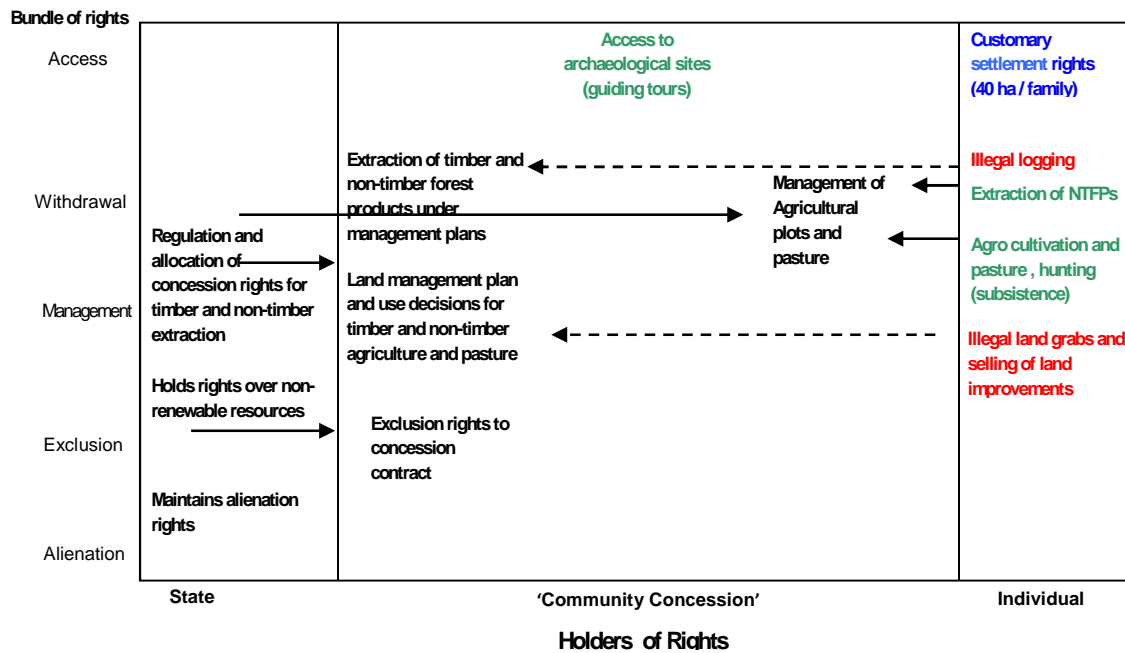 Bundle of rights
Access
Withdrawal
Management
Exclusion
Alienation
Regulation and
allocation of
concession rights for
timber and non-timber
extraction
Holds rights over non-
renewable resources
Maintains alienation
rights
Access to
archaeological sites
(guiding tours)
Extraction of timber and
non-timber forest
products under
management plans
Management of
Agricultural
plots and
pasture
Land management plan
and use decisions for
timber and non-timber
agriculture and pasture
Exclusion rights to
concession
contract
Customary
settlement rights
(40 ha / family)
Illegal logging
Extraction of NTFPs
Agro cultivation and
pasture , hunting
(subsistence)
Illegal land grabs and
selling of land
improvements
State
‘Community Concession’
Individual
Holders of Rights